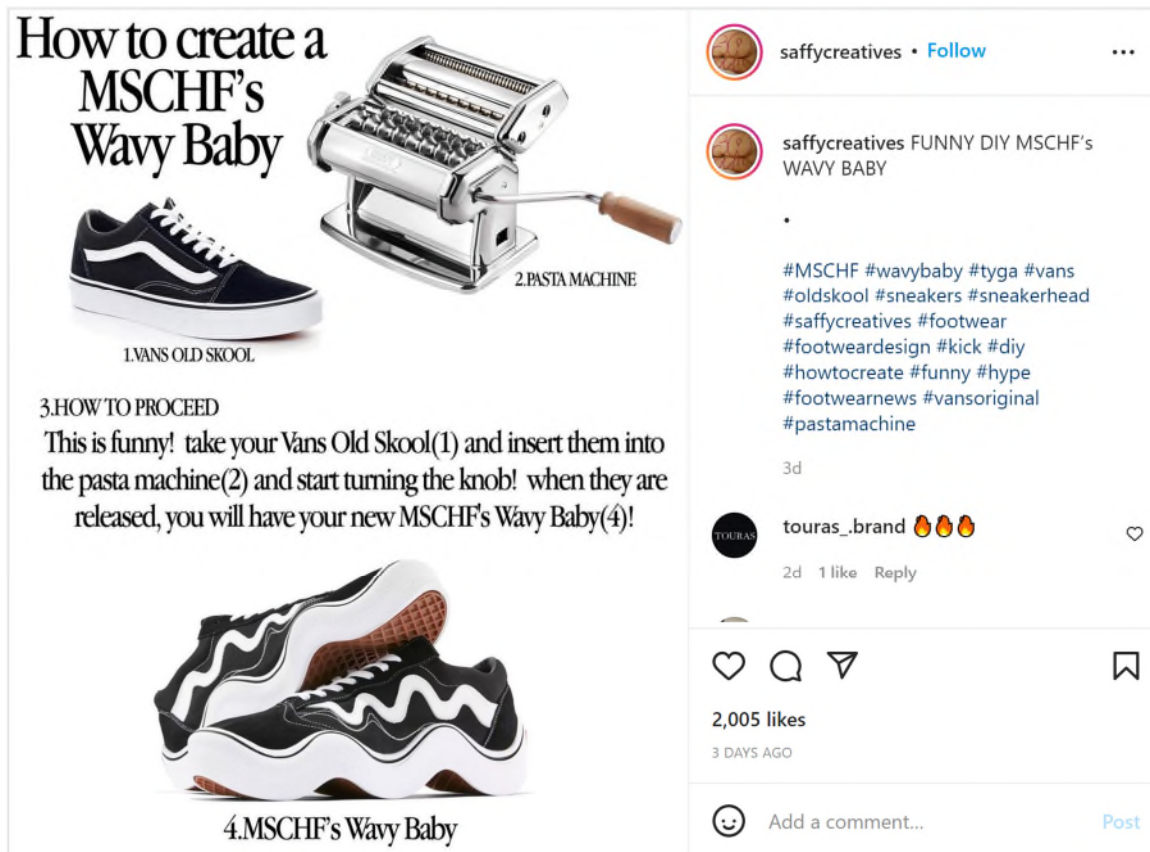 How to create a
MSCHF's
Wavy Baby
2.PASTA MACHINE
1.VANS OLD SKOOL
3.HOW TO PROCEED
This is funny! take your Vans Old Skool(1) and insert them into
the pasta machine(2) and start turning the knob! when they are
released, you will have your new MSCHF's Wavy Baby(4)!
4.MSCHF's Wavy Baby
saffycreatives • Follow
saffycreatives FUNNY DIY MSCHF's
WAVY BABY
•
#MSCHF #wavybaby #tyga #vans
#oldskool #sneakers #sneakerhead
#saffycreatives #footwear
#footweardesign #kick #diy
#howtocreate #funny #hype
#footwearnews #vansoriginal
#pastamachine
3d
TOURAS
touras_.brand 🔥🔥🔥
2d 1 like Reply
2,005 likes
3 DAYS AGO
Add a comment...
Post